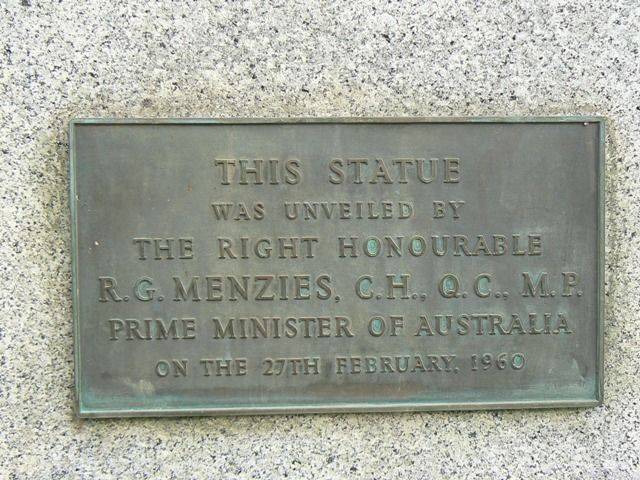 THIS STATUE
WAS UNVEILED BY
THE RIGHT HONOURABLE
R.G. MENZIES, C.H., Q.C., M.P.
PRIME MINISTER OF AUSTRALIA
ON THE 27TH FEBRUARY, 1960